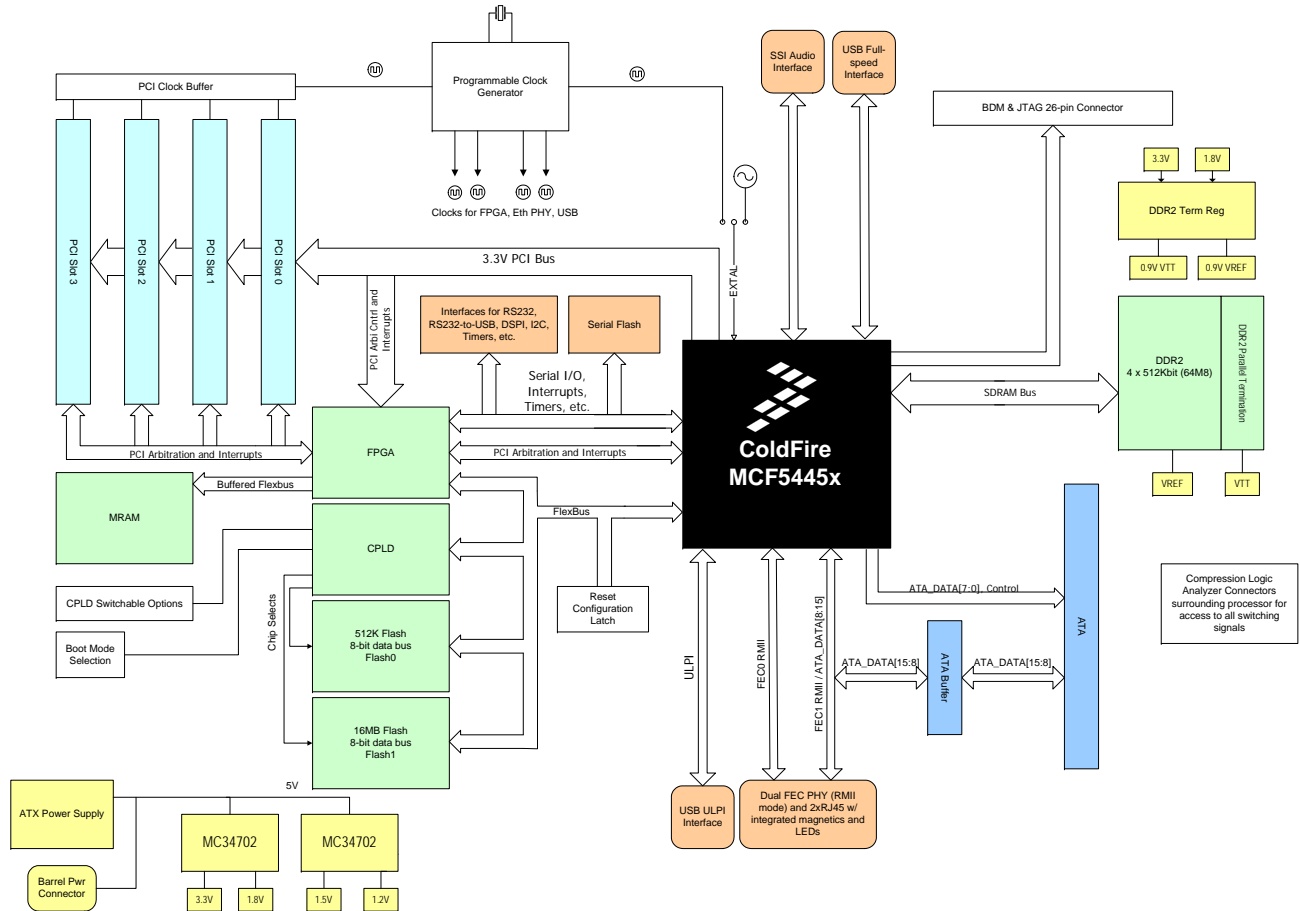 PCI Clock Buffer
Programmable Clock
Generator
SSI Audio
Interface
USB Full-
speed
Interface
BDM & JTAG 26-pin Connector
3.3V
1.8V
DDR2 Term Reg
0.9V VTT
0.9V VREF
Clocks for FPGA, Eth PHY, USB
PCI Slot 3
PCI Slot 2
PCI Slot 1
PCI Slot 0
3.3V PCI Bus
EXTAL
PCI Arbi Cntrl and
Interrupts
Interfaces for RS232,
RS232-to-USB, DSPI, I2C,
Timers, etc.
Serial Flash
Serial I/O,
Interrupts,
Timers, etc.
ColdFire
MCF5445x
SDRAM Bus
DDR2
4 x 512Kbit (64M8)
DDR2 Parallel Termination
VREF
VTT
PCI Arbitration and Interrupts
FPGA
PCI Arbitration and Interrupts
Buffered Flexbus
MRAM
FlexBus
CPLD
CPLD Switchable Options
Boot Mode
Selection
Chip Selects
Reset
Configuration
Latch
512K Flash
8-bit data bus
Flash0
16MB Flash
8-bit data bus
Flash1
ULPI
FEC0 RMII
FEC1 RMII / ATA_DATA[8:15]
ATA_DATA[7:0], Control
ATA_DATA[15:8]
ATA Buffer
ATA_DATA[15:8]
ATA
Compression Logic
Analyzer Connectors
surrounding processor for
access to all switching
signals
USB ULPI
Interface
Dual FEC PHY (RMII
mode) and 2xRJ45 w/
integrated magnetics and
LEDs
5V
ATX Power Supply
Barrel Pwr
Connector
MC34702
MC34702
3.3V
1.8V
1.5V
1.2V